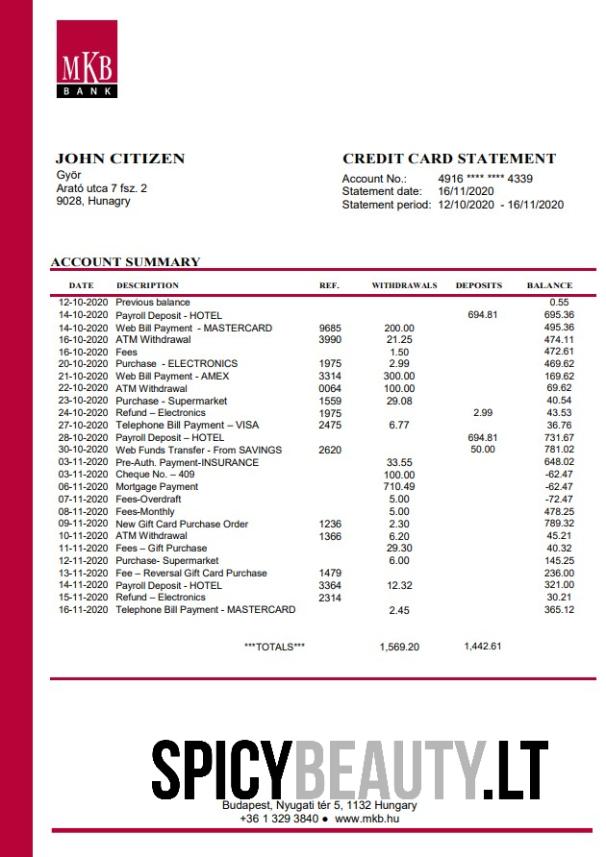 MKB
BANK
JOHN CITIZEN
Győr
Arató utca 7 fsz. 2
9028, Hunagry
CREDIT CARD STATEMENT
Account No.: 4916 **** **** 4339
Statement date: 16/11/2020
Statement period: 12/10/2020 - 16/11/2020
ACCOUNT SUMMARY
DATE DESCRIPTION REF. WITHDRAWALS DEPOSITS BALANCE
12-10-2020 Previous balance 0.55
14-10-2020 Payroll Deposit - HOTEL 694.81 695.36
14-10-2020 Web Bill Payment - MASTERCARD 9685 200.00 495.36
16-10-2020 ATM Withdrawal 3990 21.25 474.11
16-10-2020 Fees 1.50 472.61
20-10-2020 Purchase - ELECTRONICS 1975 2.99 469.62
21-10-2020 Web Bill Payment - AMEX 3314 300.00 169.62
22-10-2020 ATM Withdrawal 0064 100.00 69.62
23-10-2020 Purchase - Supermarket 1559 29.08 40.54
24-10-2020 Refund – Electronics 1975 2.99 43.53
27-10-2020 Telephone Bill Payment – VISA 2475 6.77 36.76
28-10-2020 Payroll Deposit – HOTEL 694.81 731.67
30-10-2020 Web Funds Transfer - From SAVINGS 2620 50.00 781.02
03-11-2020 Pre-Auth. Payment-INSURANCE 33.55 648.02
03-11-2020 Cheque No. – 409 100.00 -62.47
06-11-2020 Mortgage Payment 710.49 -62.47
07-11-2020 Fees-Overdraft 5.00 -72.47
08-11-2020 Fees-Monthly 5.00 478.25
09-11-2020 New Gift Card Purchase Order 1236 2.30 789.32
10-11-2020 ATM Withdrawal 1366 6.20 45.21
11-11-2020 Fees – Gift Purchase 29.30 40.32
12-11-2020 Purchase- Supermarket 6.00 145.25
13-11-2020 Fee – Reversal Gift Card Purchase 1479 236.00
14-11-2020 Payroll Deposit - HOTEL 3364 12.32 321.00
15-11-2020 Refund – Electronics 2314 30.21
16-11-2020 Telephone Bill Payment - MASTERCARD 2.45 365.12
***TOTALS*** 1,569.20 1,442.61
SPICYBEAUTY.LT
Budapest, Nyugati tér 5, 1132 Hungary
+36 1 329 3840 ● www.mkb.hu